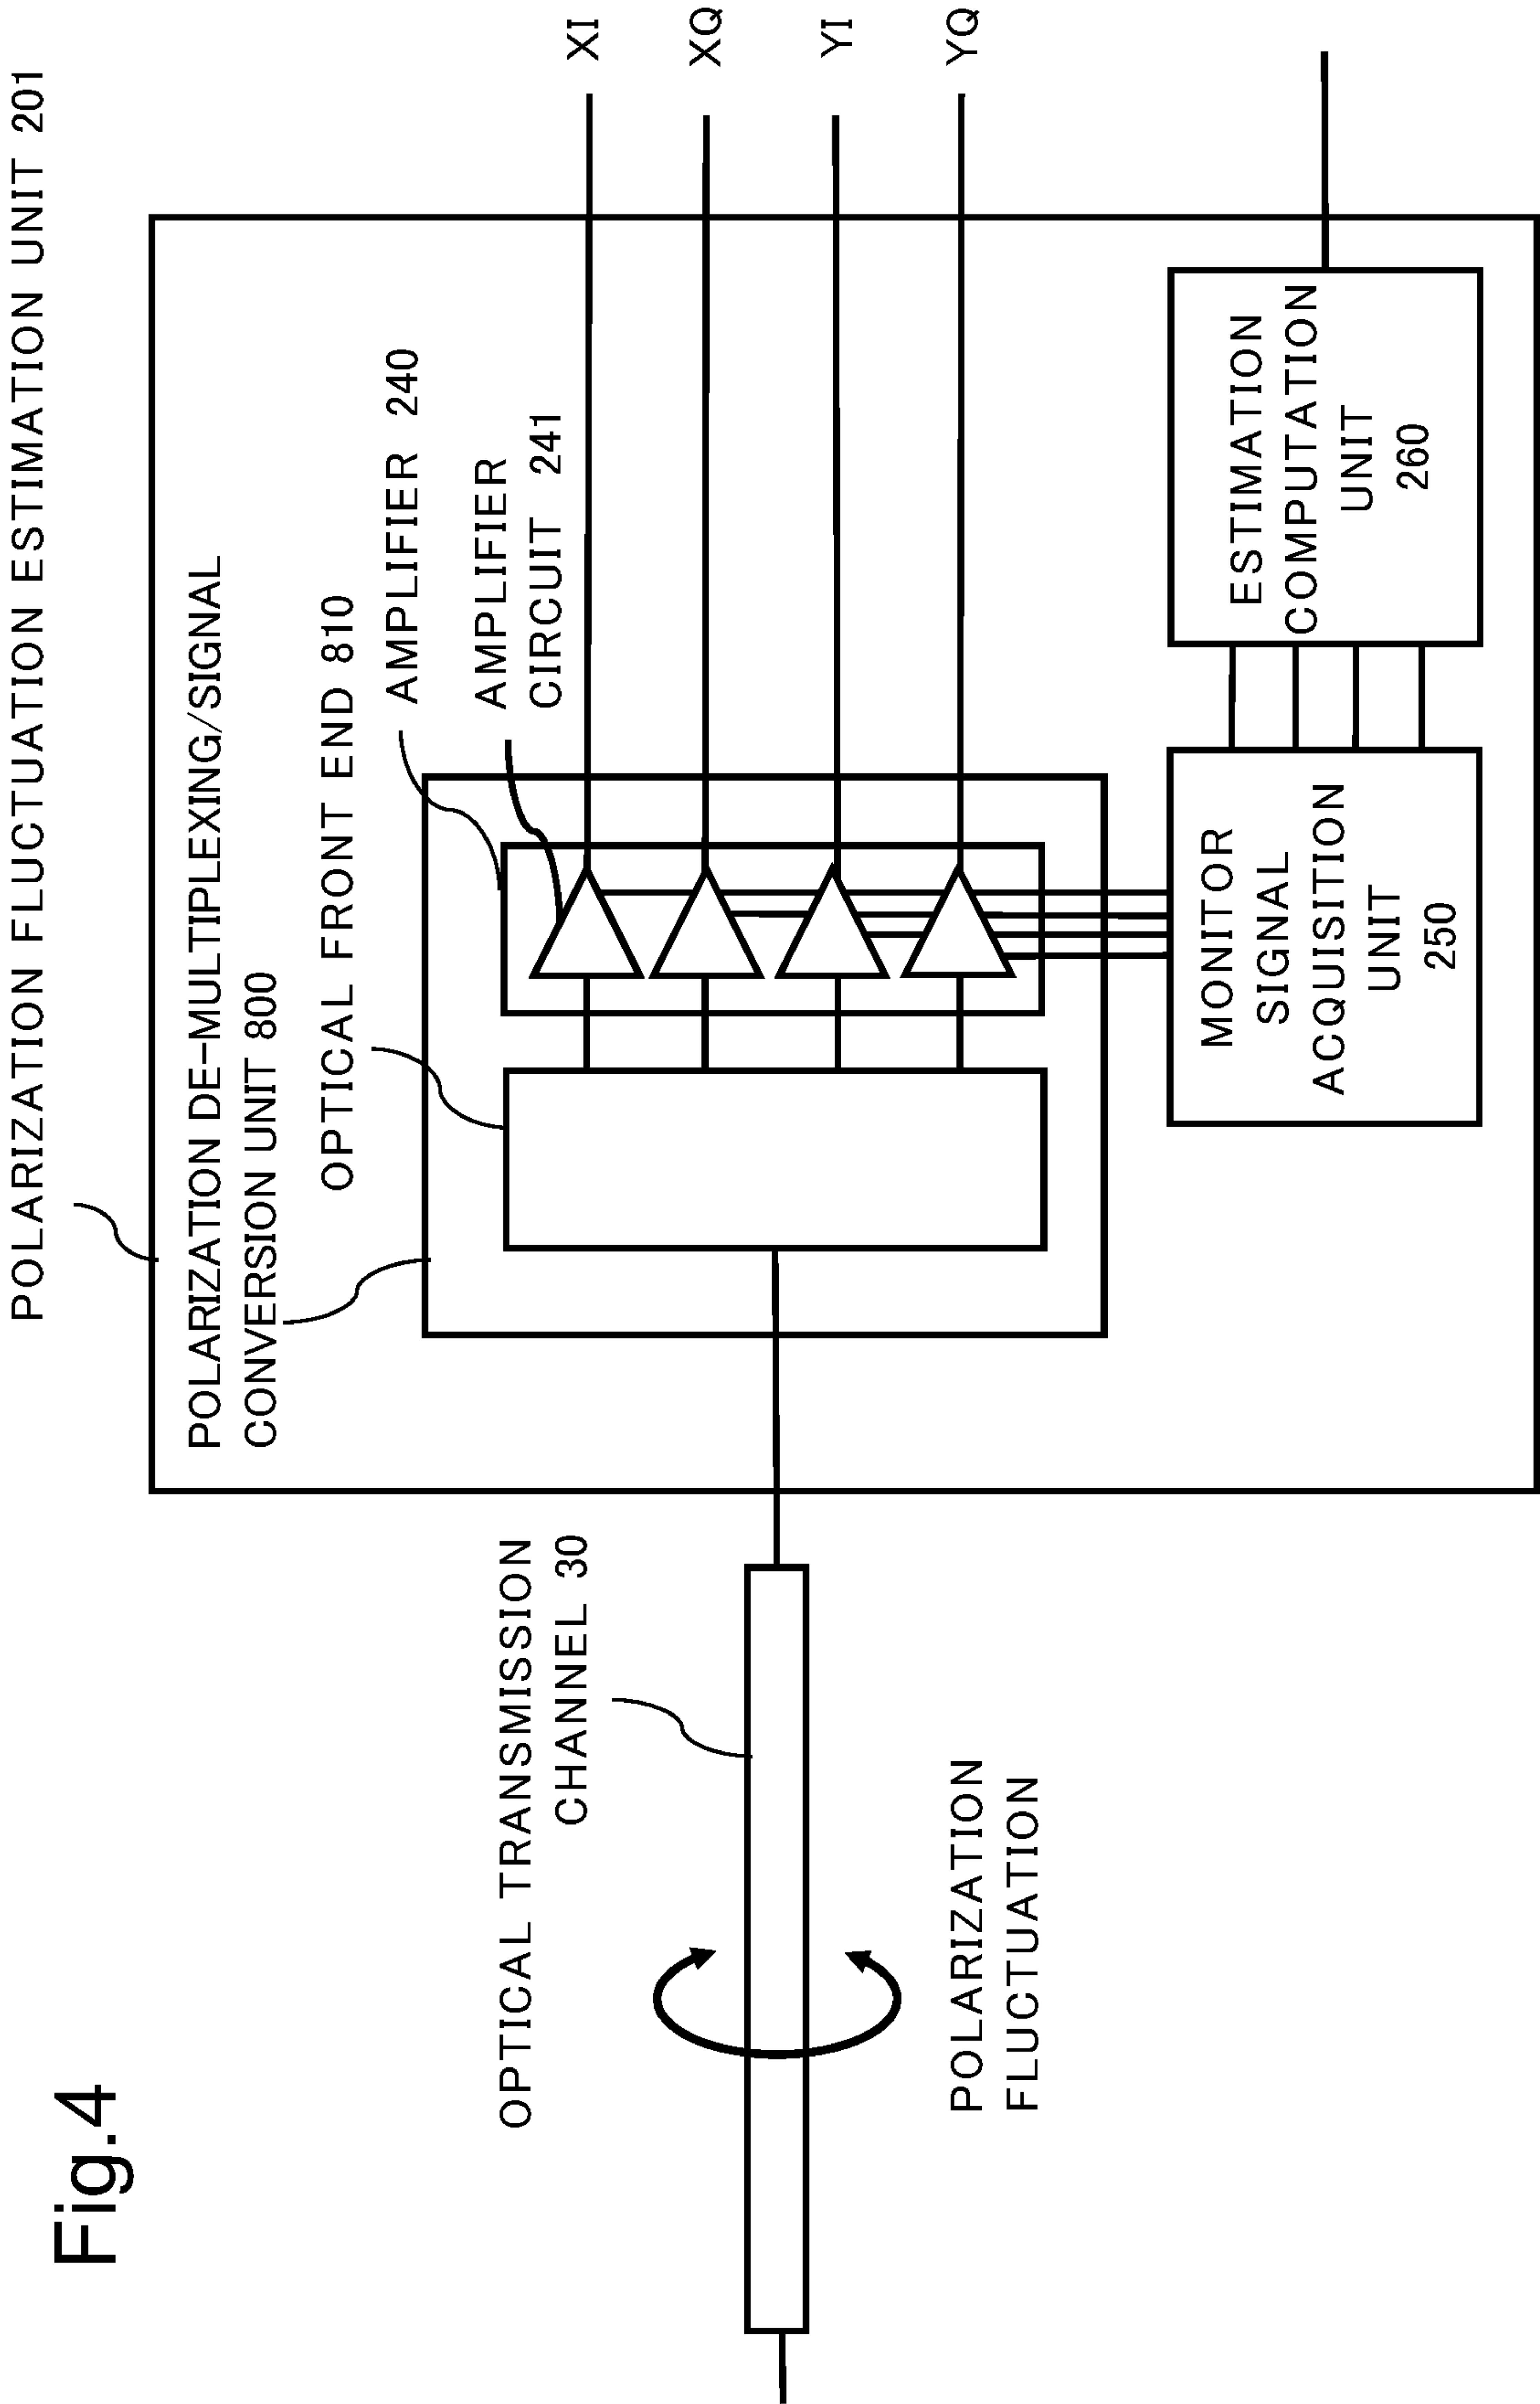 Fig.4
POLARIZATION FLUCTUATION ESTIMATION UNIT 201
POLARIZATION DE-MULTIPLEXING/SIGNAL
CONVERSION UNIT 800
OPTICAL FRONT END 810
AMPLIFIER 240
AMPLIFIER
CIRCUIT 241
OPTICAL TRANSMISSION
CHANNEL 30
POLARIZATION
FLUCTUATION
XI
XQ
YI
YQ
MONITOR
SIGNAL
ACQUISITION
UNIT
250
ESTIMATION
COMPUTATION
UNIT
260